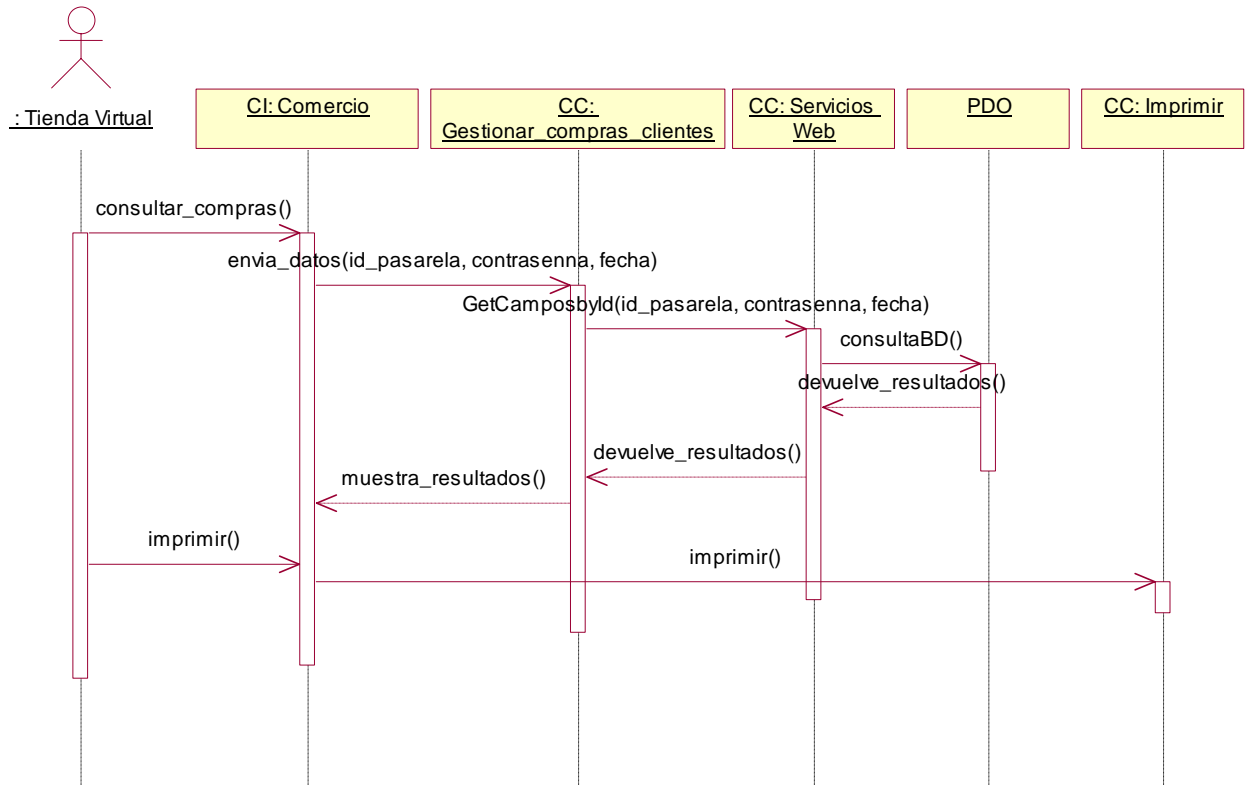 : Tienda Virtual
CI: Comercio
CC:
Gestionar_compras_clientes
CC: Servicios
Web
PDO
CC: Imprimir
consultar_compras()
envia_datos(id_pasarela, contrasenna, fecha)
GetCamposbyId(id_pasarela, contrasenna, fecha)
consultaBD()
devuelve_resultados()
devuelve_resultados()
muestra_resultados()
imprimir()
imprimir()